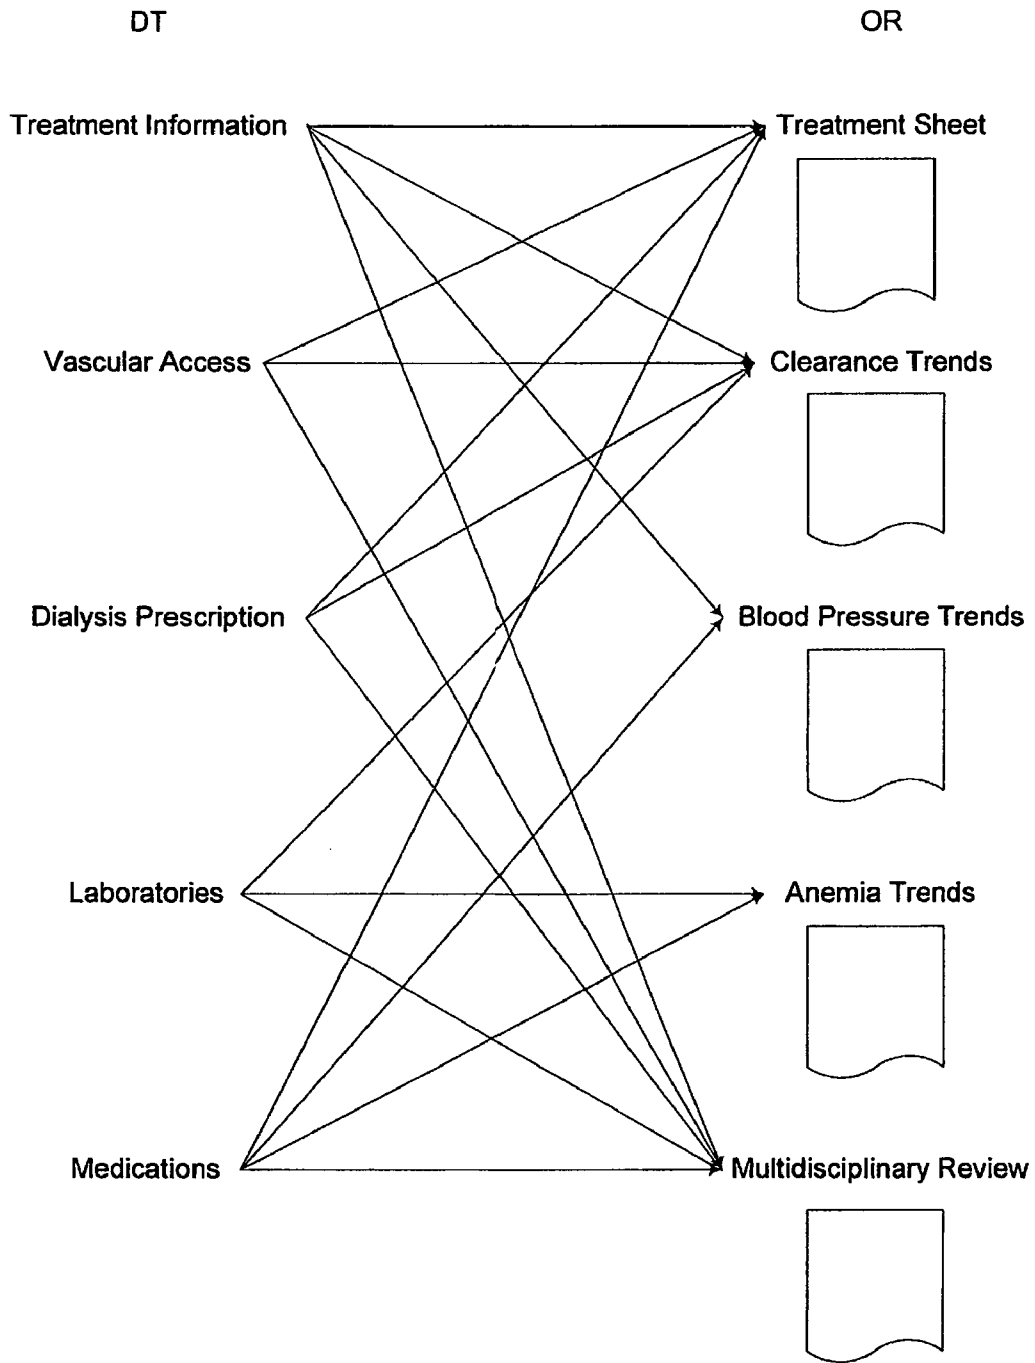 DT OR
Treatment Information Treatment Sheet
Vascular Access Clearance Trends
Dialysis Prescription Blood Pressure Trends
Laboratories Anemia Trends
Medications Multidisciplinary Review